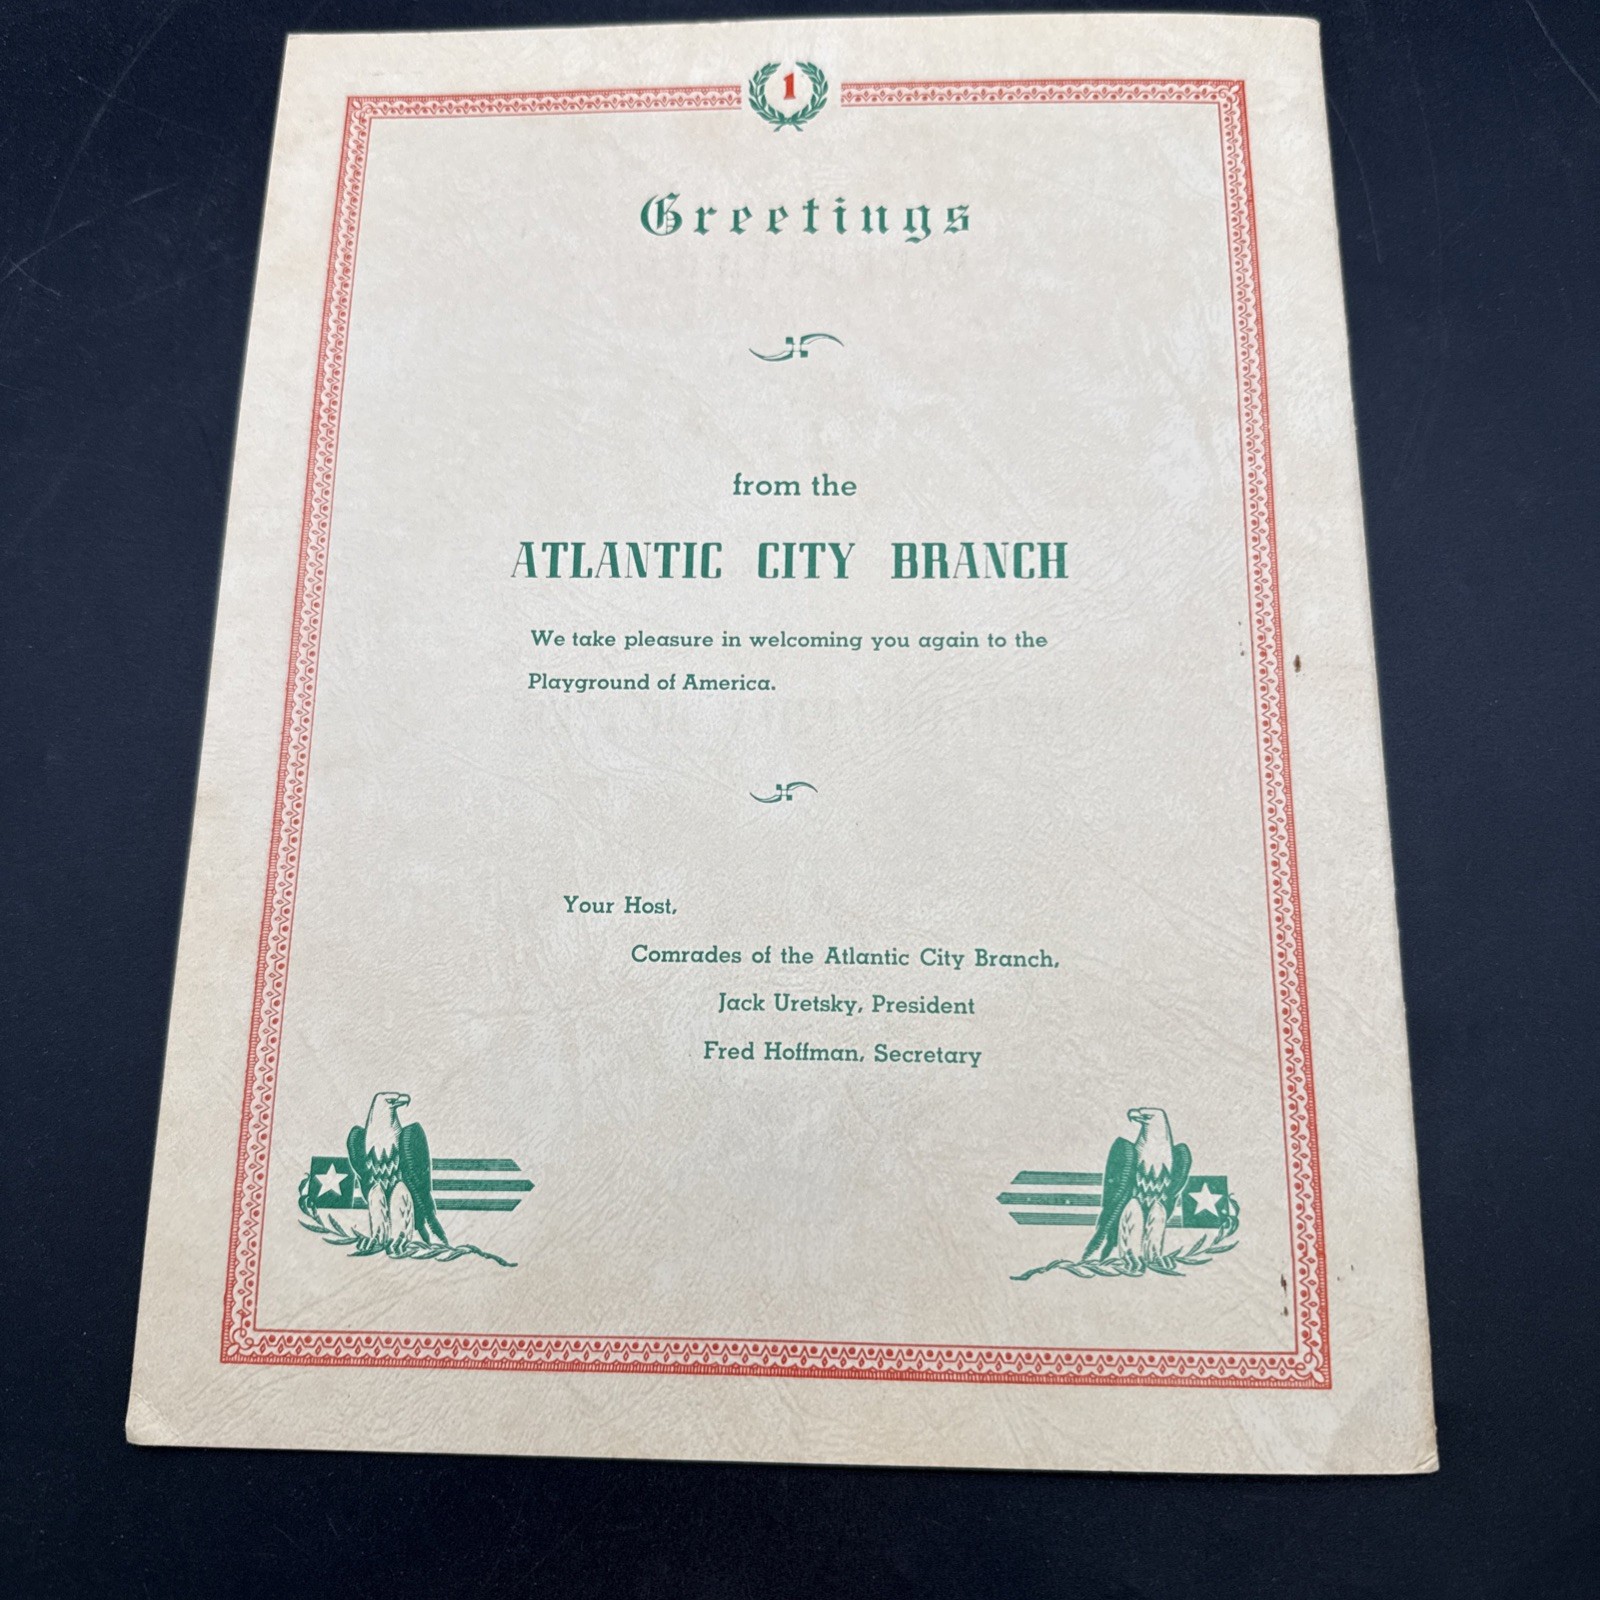 1
Greetings
from the
ATLANTIC CITY BRANCH
We take pleasure in welcoming you again to the
Playground of America.
Your Host,
Comrades of the Atlantic City Branch,
Jack Uretsky, President
Fred Hoffman, Secretary